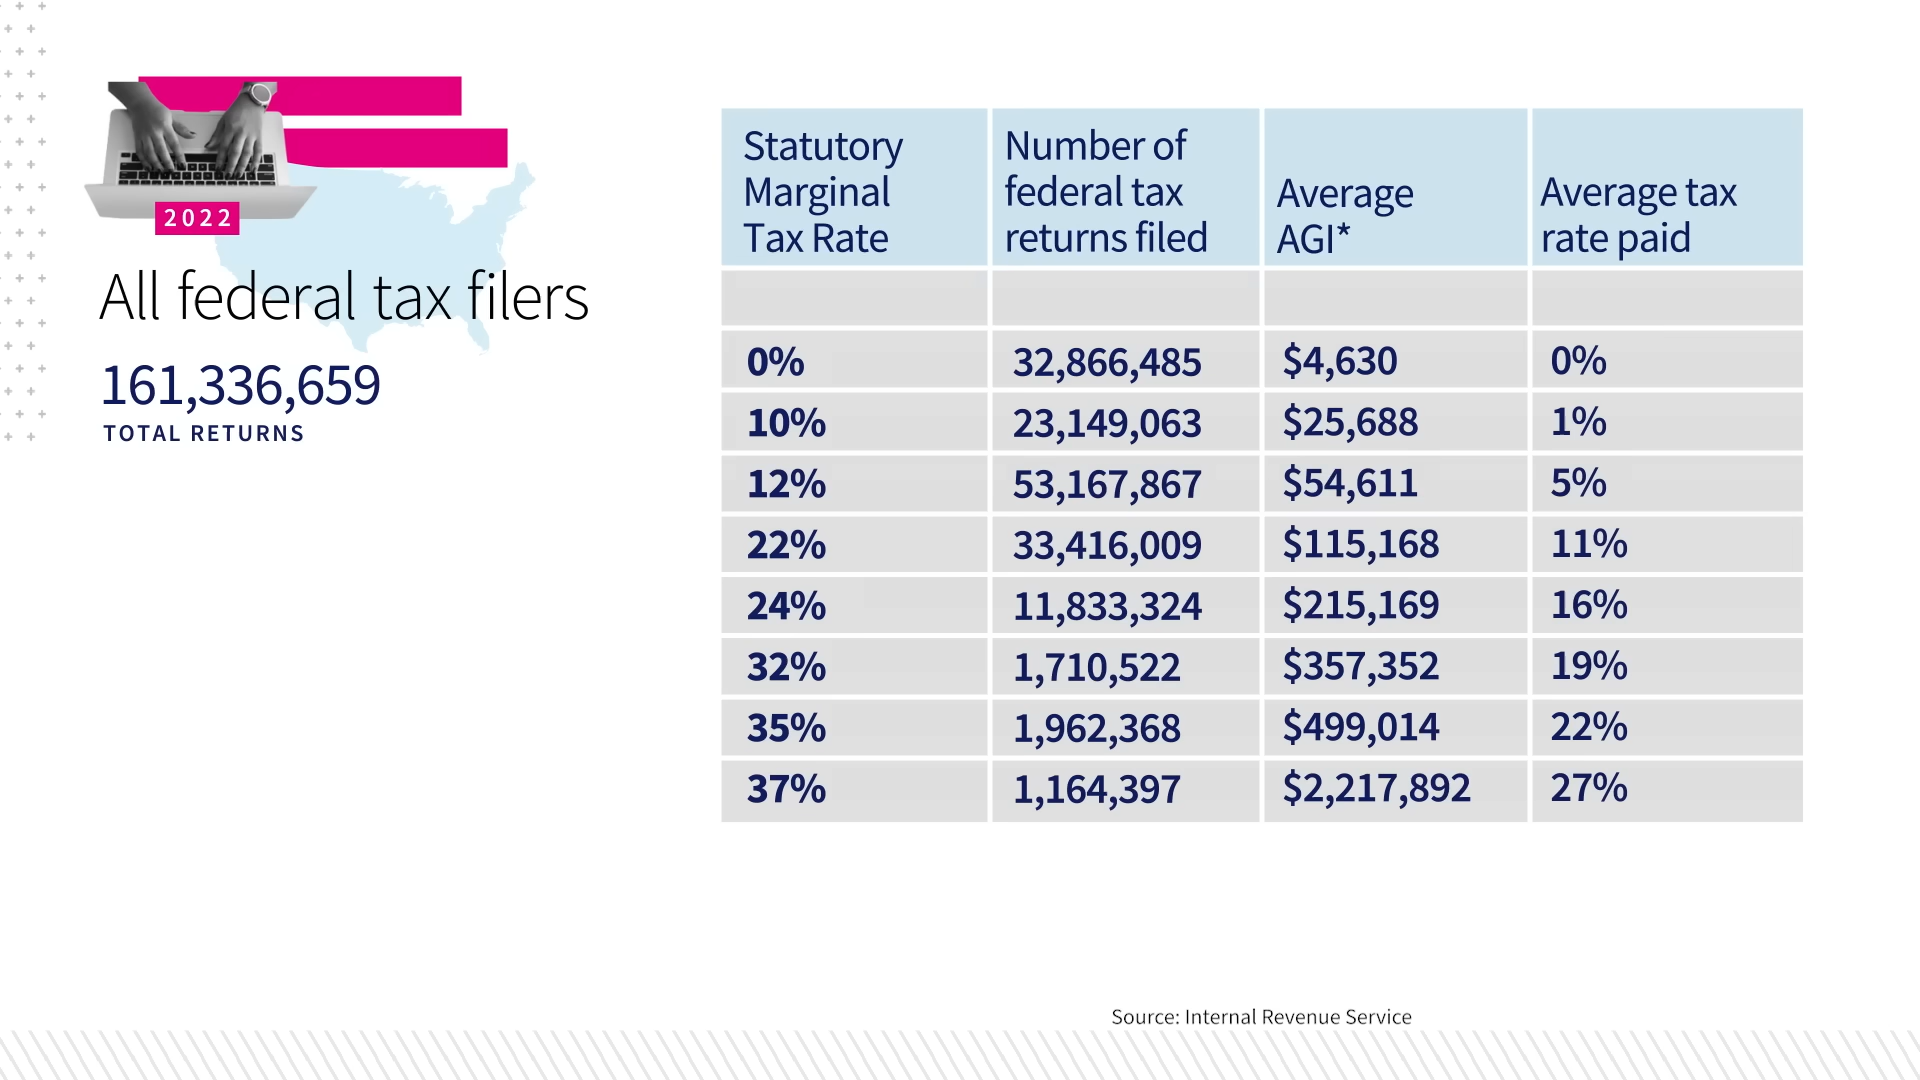 2022
All federal tax filers
161,336,659
TOTAL RETURNS
Statutory Marginal Tax Rate
Number of federal tax returns filed
Average AGI*
Average tax rate paid
0% 32,866,485 $4,630 0%
10% 23,149,063 $25,688 1%
12% 53,167,867 $54,611 5%
22% 33,416,009 $115,168 11%
24% 11,833,324 $215,169 16%
32% 1,710,522 $357,352 19%
35% 1,962,368 $499,014 22%
37% 1,164,397 $2,217,892 27%
Source: Internal Revenue Service